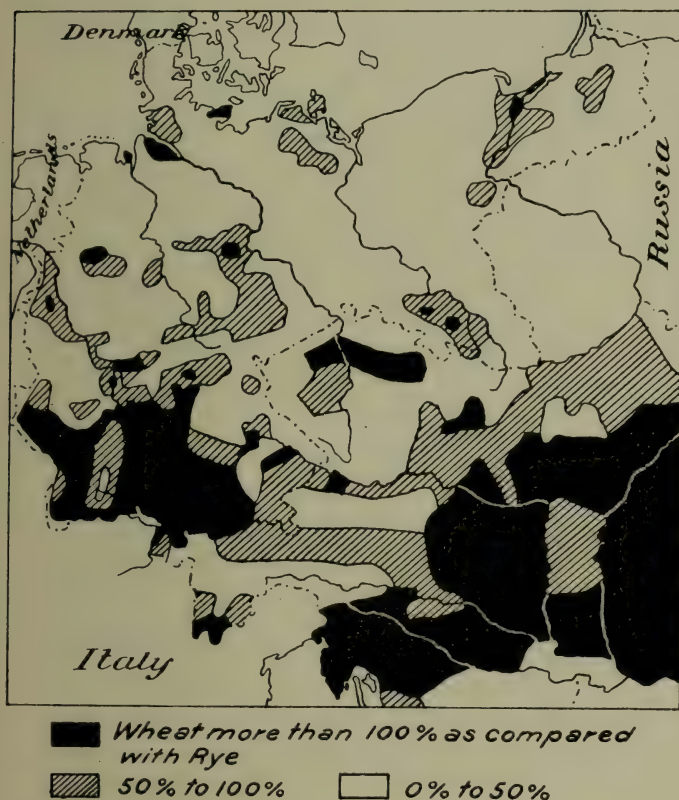 Denmark
Netherlands
Russia
Italy
Wheat more than 100% as compared
with Rye
50% to 100%
0% to 50%